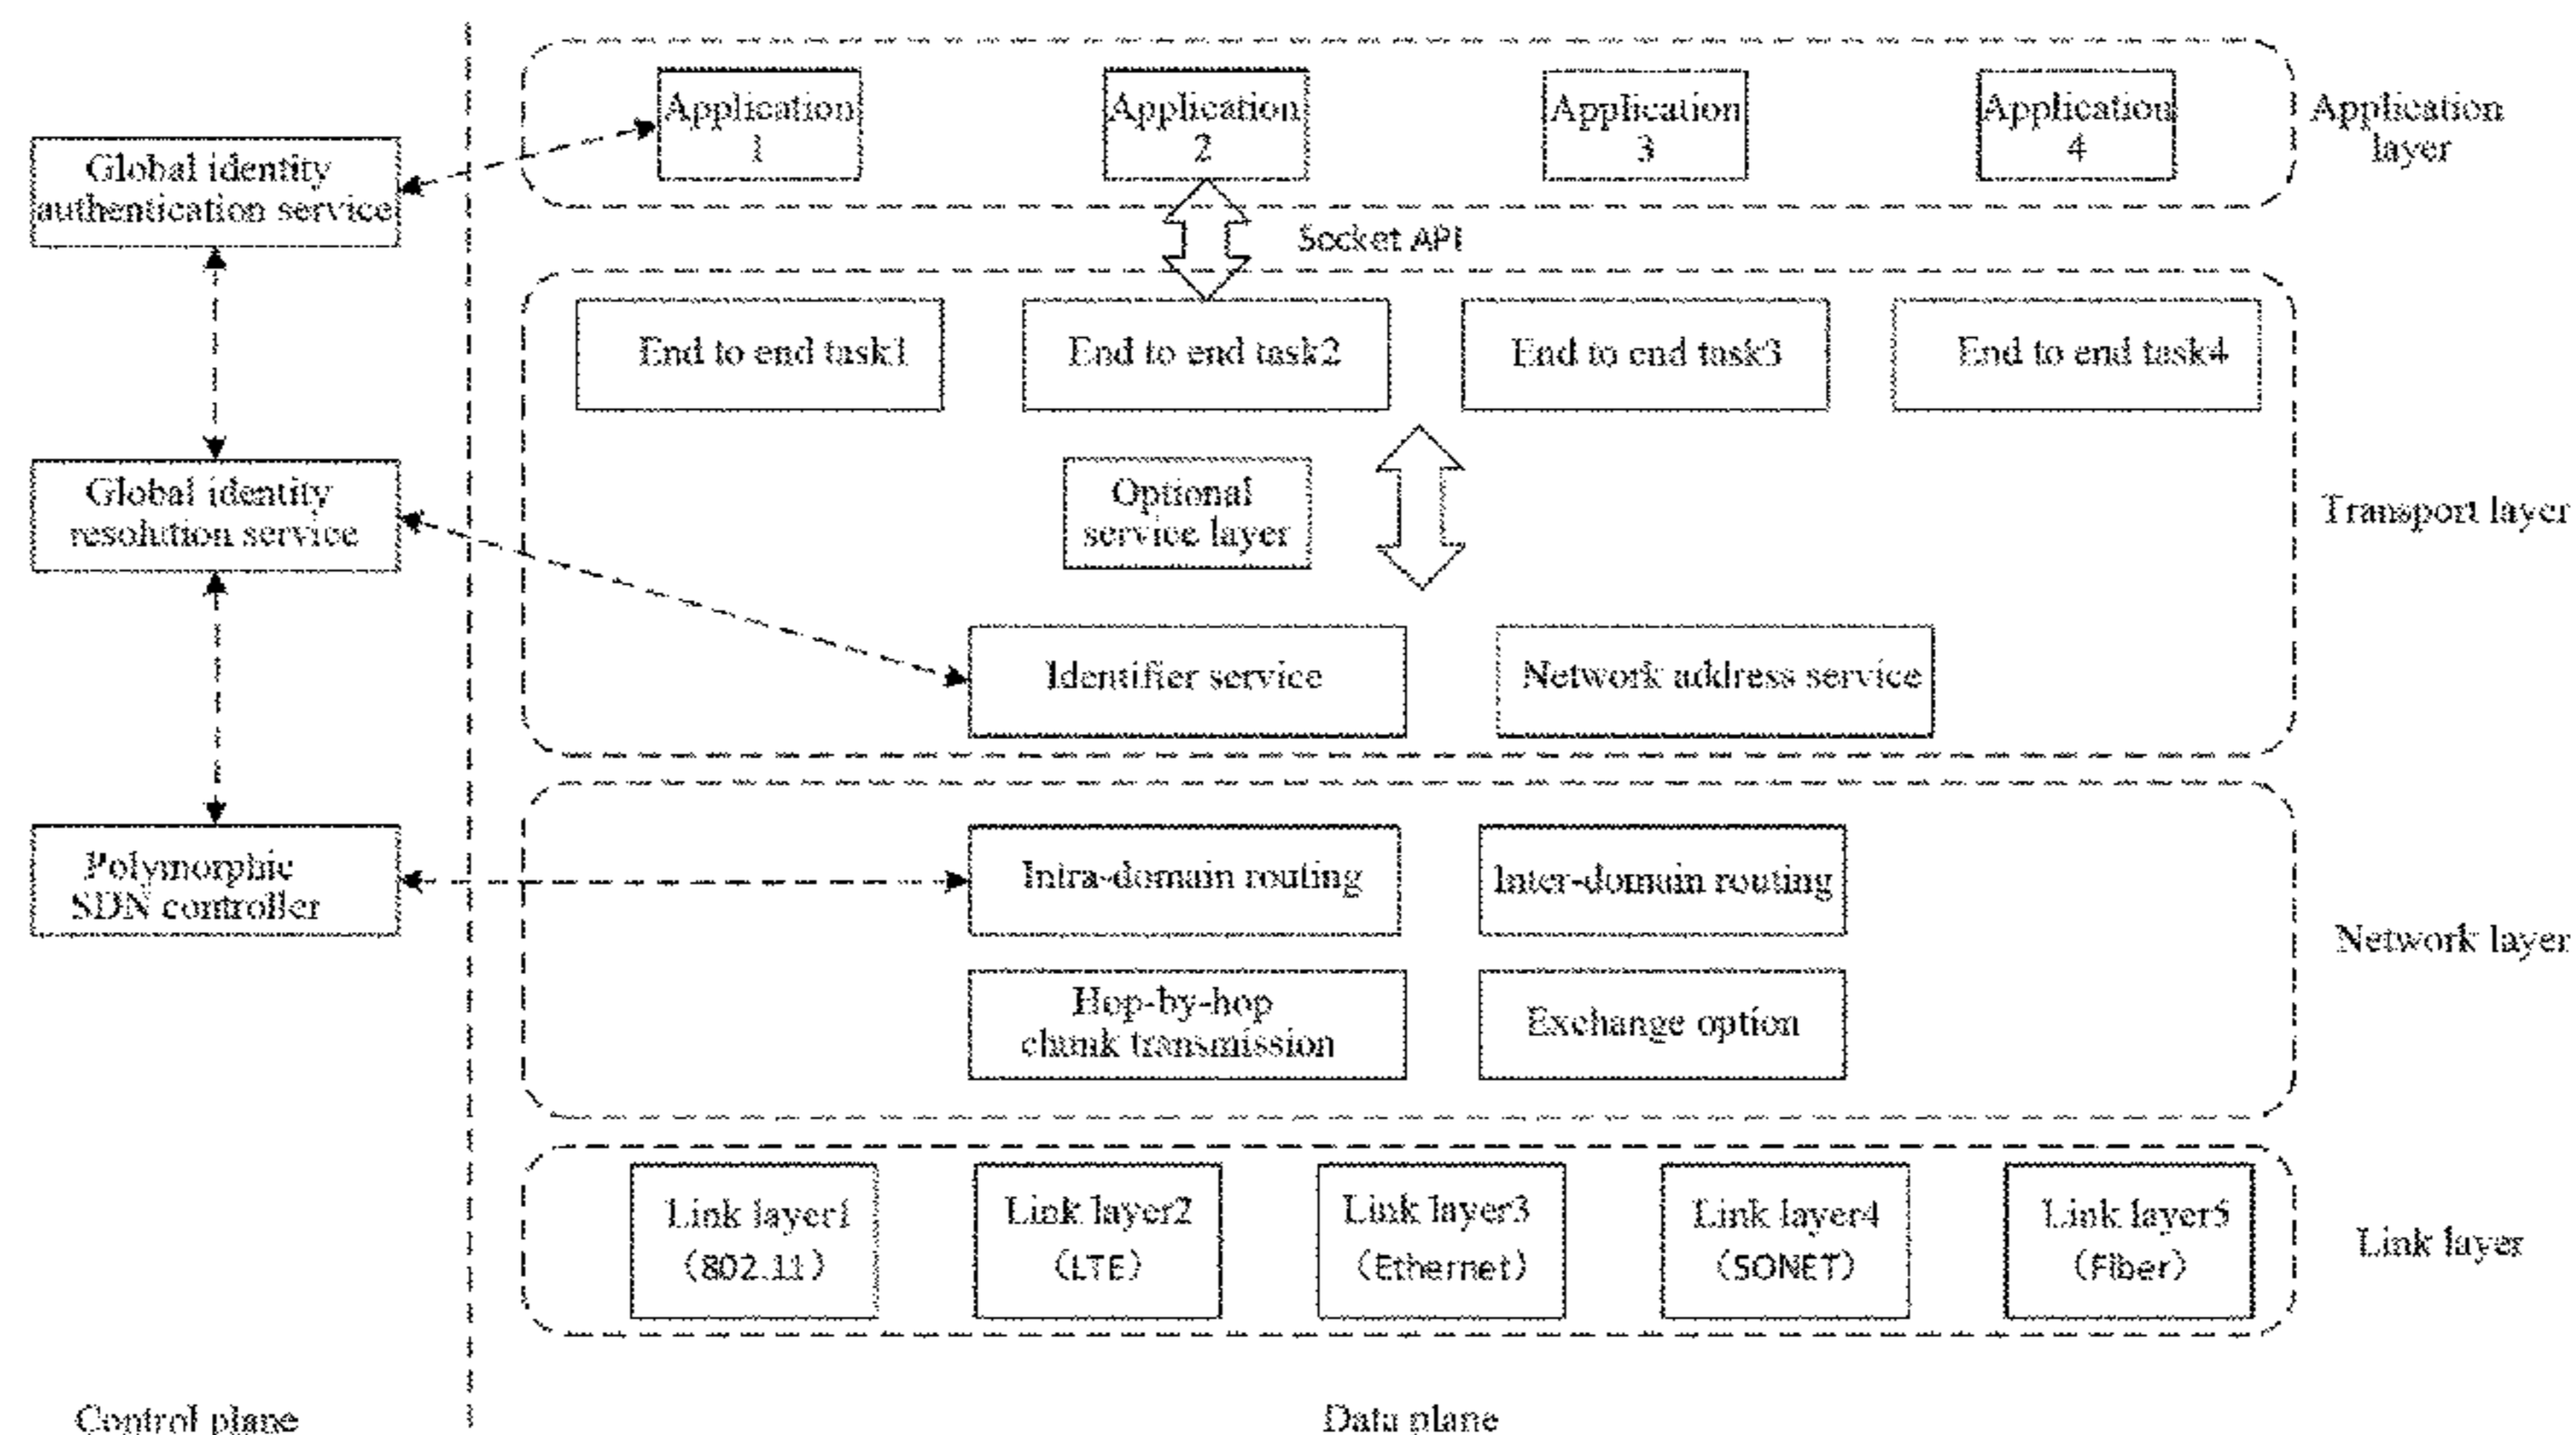 Application
1
Application
2
Application
3
Application
4
Application
layer
Global identity
authentication service
Socket API
End to end task1
End to end task2
End to end task3
End to end task4
Global identity
resolution service
Optional
service layer
Transport layer
Identifier service
Network address service
Polymorphic
SDN controller
Intra-domain routing
Inter-domain routing
Network layer
Hop-by-hop
chunk transmission
Exchange option
Link layer1
(802.11)
Link layer2
(LTE)
Link layer3
(Ethernet)
Link layer4
(SONET)
Link layer5
(Fiber)
Link layer
Control plane
Data plane